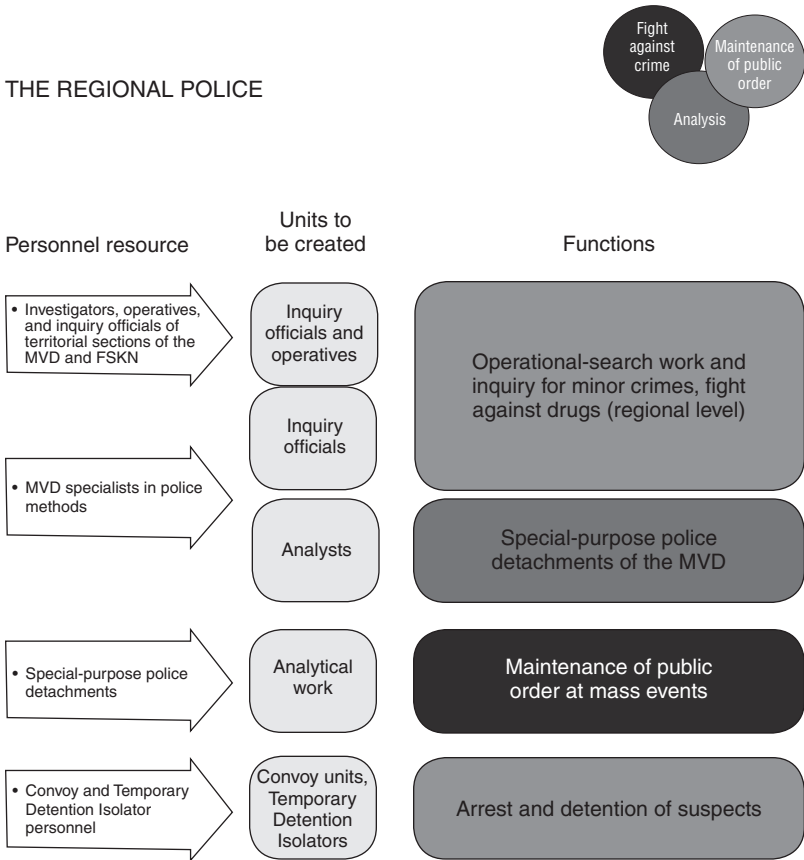 Fight
against
crime
Maintenance
of public
order
Analysis
THE REGIONAL POLICE
Personnel resource
Units to
be created
Functions
• Investigators, operatives,
and inquiry officials of
territorial sections of the
MVD and FSKN
Inquiry
officials and
operatives
Operational-search work and
inquiry for minor crimes, fight
against drugs (regional level)
Inquiry
officials
• MVD specialists in police
methods
Analysts
Special-purpose police
detachments of the MVD
• Special-purpose police
detachments
Analytical
work
Maintenance of public
order at mass events
• Convoy and Temporary
Detention Isolator
personnel
Convoy units,
Temporary
Detention
Isolators
Arrest and detention of suspects